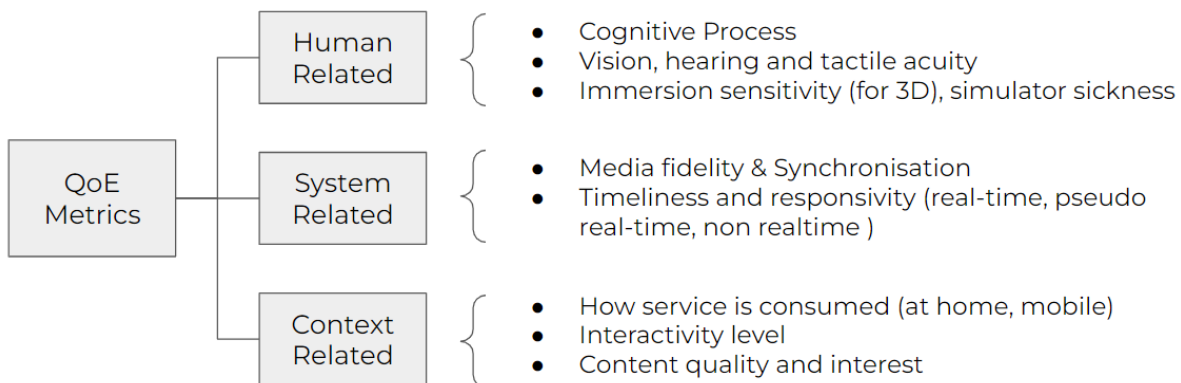 QoE
Metrics
Human
Related
● Cognitive Process
● Vision, hearing and tactile acuity
● Immersion sensitivity (for 3D), simulator sickness
System
Related
● Media fidelity & Synchronisation
● Timeliness and responsivity (real-time, pseudo
real-time, non realtime )
Context
Related
● How service is consumed (at home, mobile)
● Interactivity level
● Content quality and interest